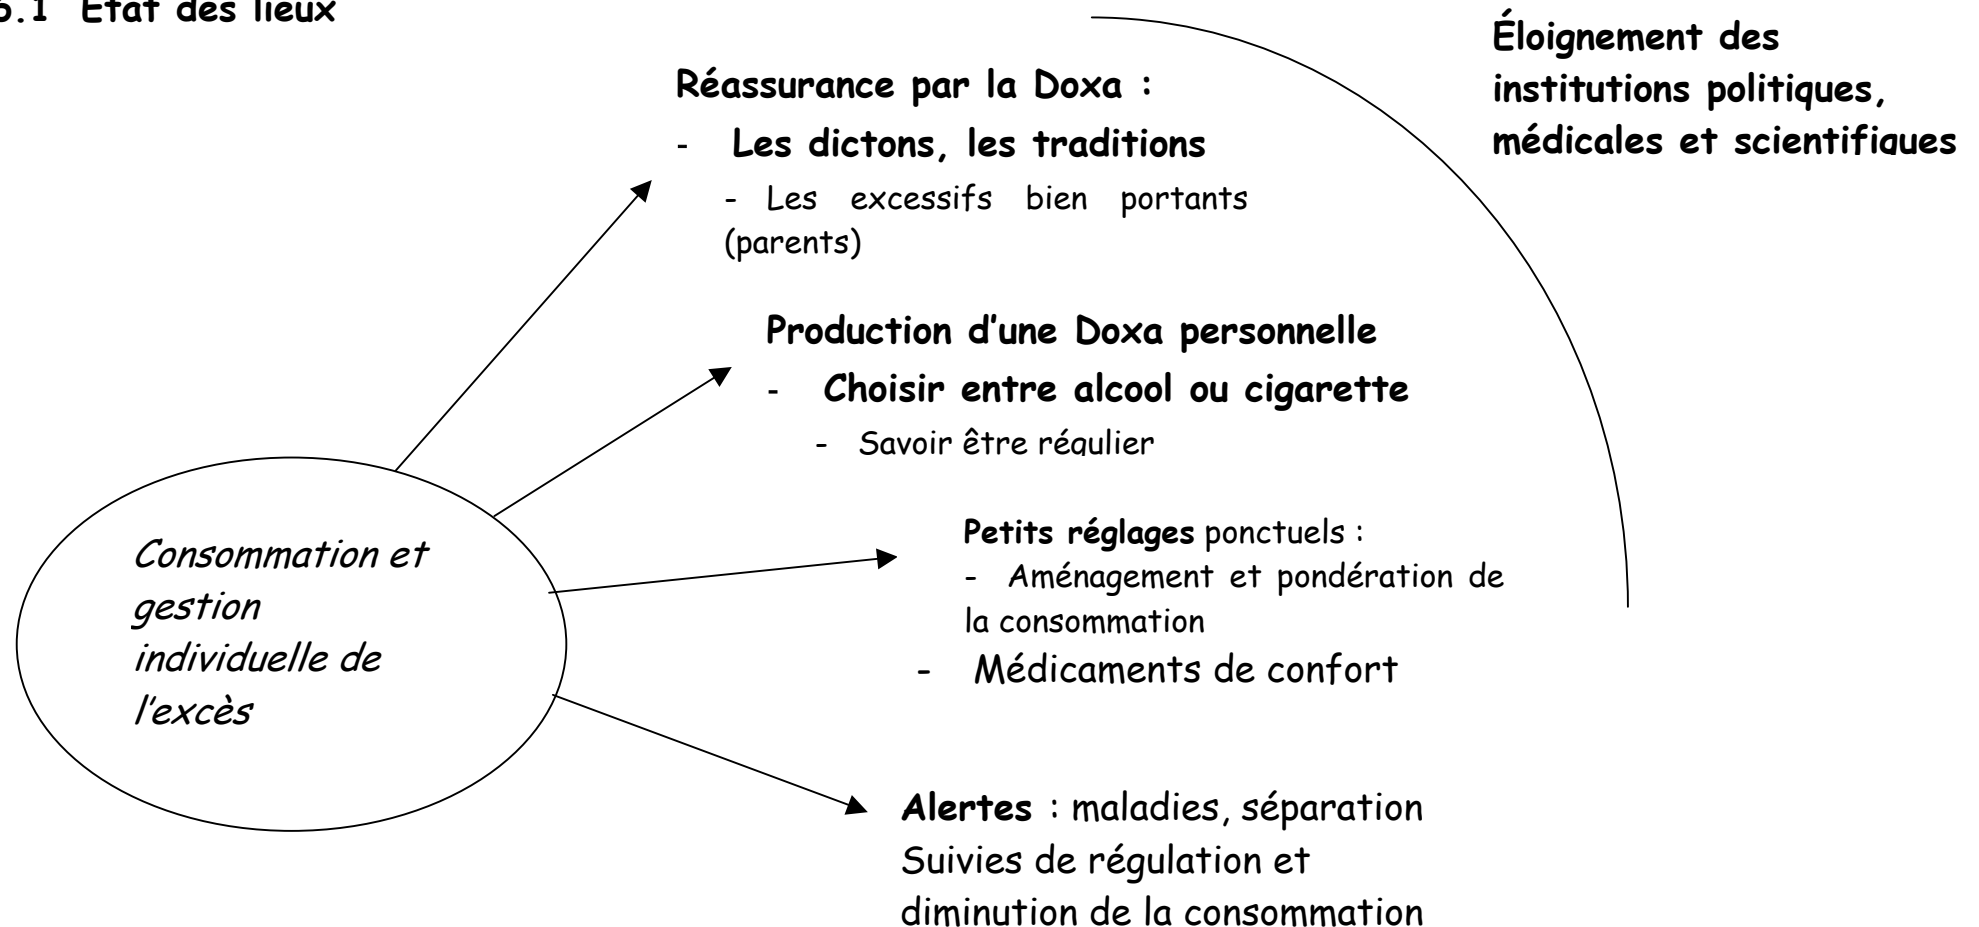 6.1 État des lieux
Éloignement des
institutions politiques,
médicales et scientifiques
Réassurance par la Doxa :
- Les dictons, les traditions
- Les excessifs bien portants
(parents)
Production d’une Doxa personnelle
- Choisir entre alcool ou cigarette
- Savoir être régulier
Consommation et
gestion
individuelle de
l’excès
Petits réglages ponctuels :
- Aménagement et pondération de
la consommation
- Médicaments de confort
Alertes : maladies, séparation
Suivies de régulation et
diminution de la consommation